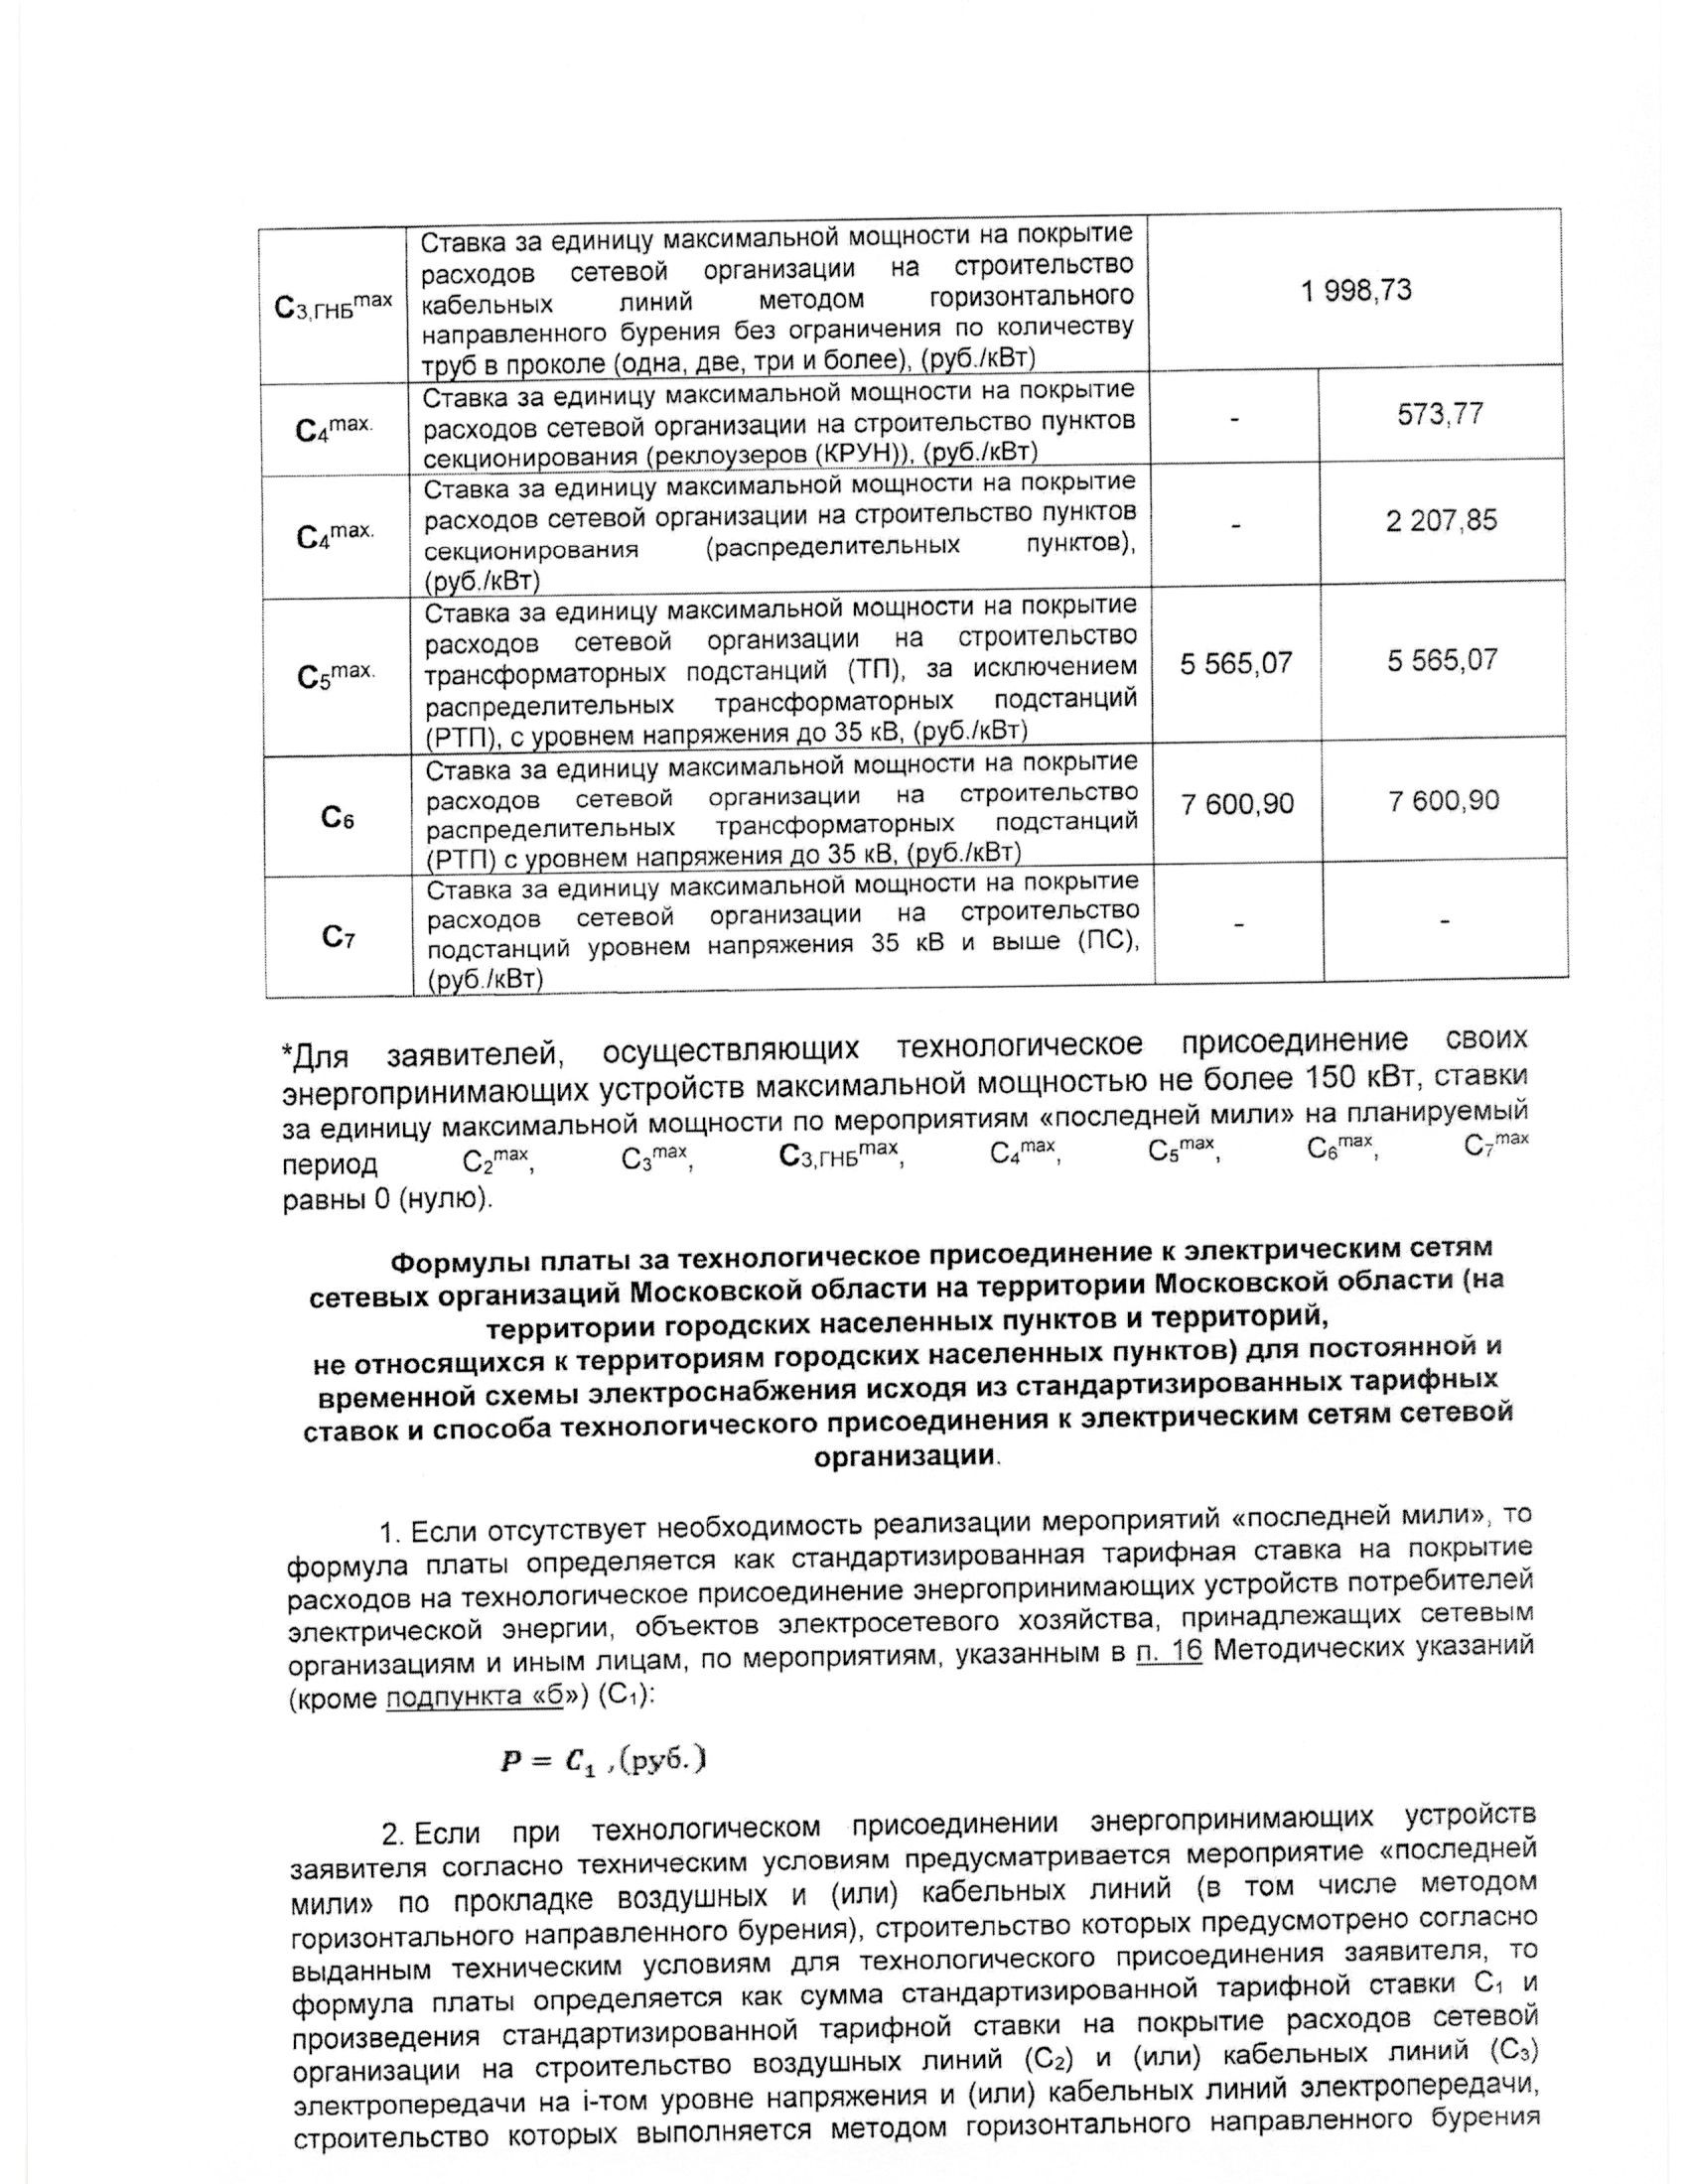 Ставка за единицу максимальной мощности на покрытие
расходов сетевой организации на строительство
С3,ГНБmax кабельных линий методом горизонтального 1 998,73
направленного бурения без ограничения по количеству
труб в проколе (одна, две, три и более), (руб./кВт)
Ставка за единицу максимальной мощности на покрытие
С4max. расходов сетевой организации на строительство пунктов - 573,77
секционирования (реклоузеров (КРУН)), (руб./кВт)
Ставка за единицу максимальной мощности на покрытие
С4max. расходов сетевой организации на строительство пунктов - 2 207,85
секционирования (распределительных пунктов),
(руб./кВт)
Ставка за единицу максимальной мощности на покрытие
расходов сетевой организации на строительство
С5max. трансформаторных подстанций (ТП), за исключением 5 565,07 5 565,07
распределительных трансформаторных подстанций
(РТП), с уровнем напряжения до 35 кВ, (руб./кВт)
Ставка за единицу максимальной мощности на покрытие
С6 расходов сетевой организации на строительство 7 600,90 7 600,90
распределительных трансформаторных подстанций
(РТП) с уровнем напряжения до 35 кВ, (руб./кВт)
Ставка за единицу максимальной мощности на покрытие
С7 расходов сетевой организации на строительство - -
подстанций уровнем напряжения 35 кВ и выше (ПС),
(руб./кВт)
*Для заявителей, осуществляющих технологическое присоединение своих
энергопринимающих устройств максимальной мощностью не более 150 кВт, ставки
за единицу максимальной мощности по мероприятиям «последней мили» на планируемый
период С2max, С3max, С3,ГНБmax, С4max, С5max, С6max, С7max
равны 0 (нулю).
Формулы платы за технологическое присоединение к электрическим сетям
сетевых организаций Московской области на территории Московской области (на
территории городских населенных пунктов и территорий,
не относящихся к территориям городских населенных пунктов) для постоянной и
временной схемы электроснабжения исходя из стандартизированных тарифных
ставок и способа технологического присоединения к электрическим сетям сетевой
организации.
1. Если отсутствует необходимость реализации мероприятий «последней мили», то
формула платы определяется как стандартизированная тарифная ставка на покрытие
расходов на технологическое присоединение энергопринимающих устройств потребителей
электрической энергии, объектов электросетевого хозяйства, принадлежащих сетевым
организациям и иным лицам, по мероприятиям, указанным в п. 16 Методических указаний
(кроме подпункта «б») (С1):
P = C1 ,(руб.)
2. Если при технологическом присоединении энергопринимающих устройств
заявителя согласно техническим условиям предусматривается мероприятие «последней
мили» по прокладке воздушных и (или) кабельных линий (в том числе методом
горизонтального направленного бурения), строительство которых предусмотрено согласно
выданным техническим условиям для технологического присоединения заявителя, то
формула платы определяется как сумма стандартизированной тарифной ставки С1 и
произведения стандартизированной тарифной ставки на покрытие расходов сетевой
организации на строительство воздушных линий (С2) и (или) кабельных линий (С3)
электропередачи на i-том уровне напряжения и (или) кабельных линий электропередачи,
строительство которых выполняется методом горизонтального направленного бурения